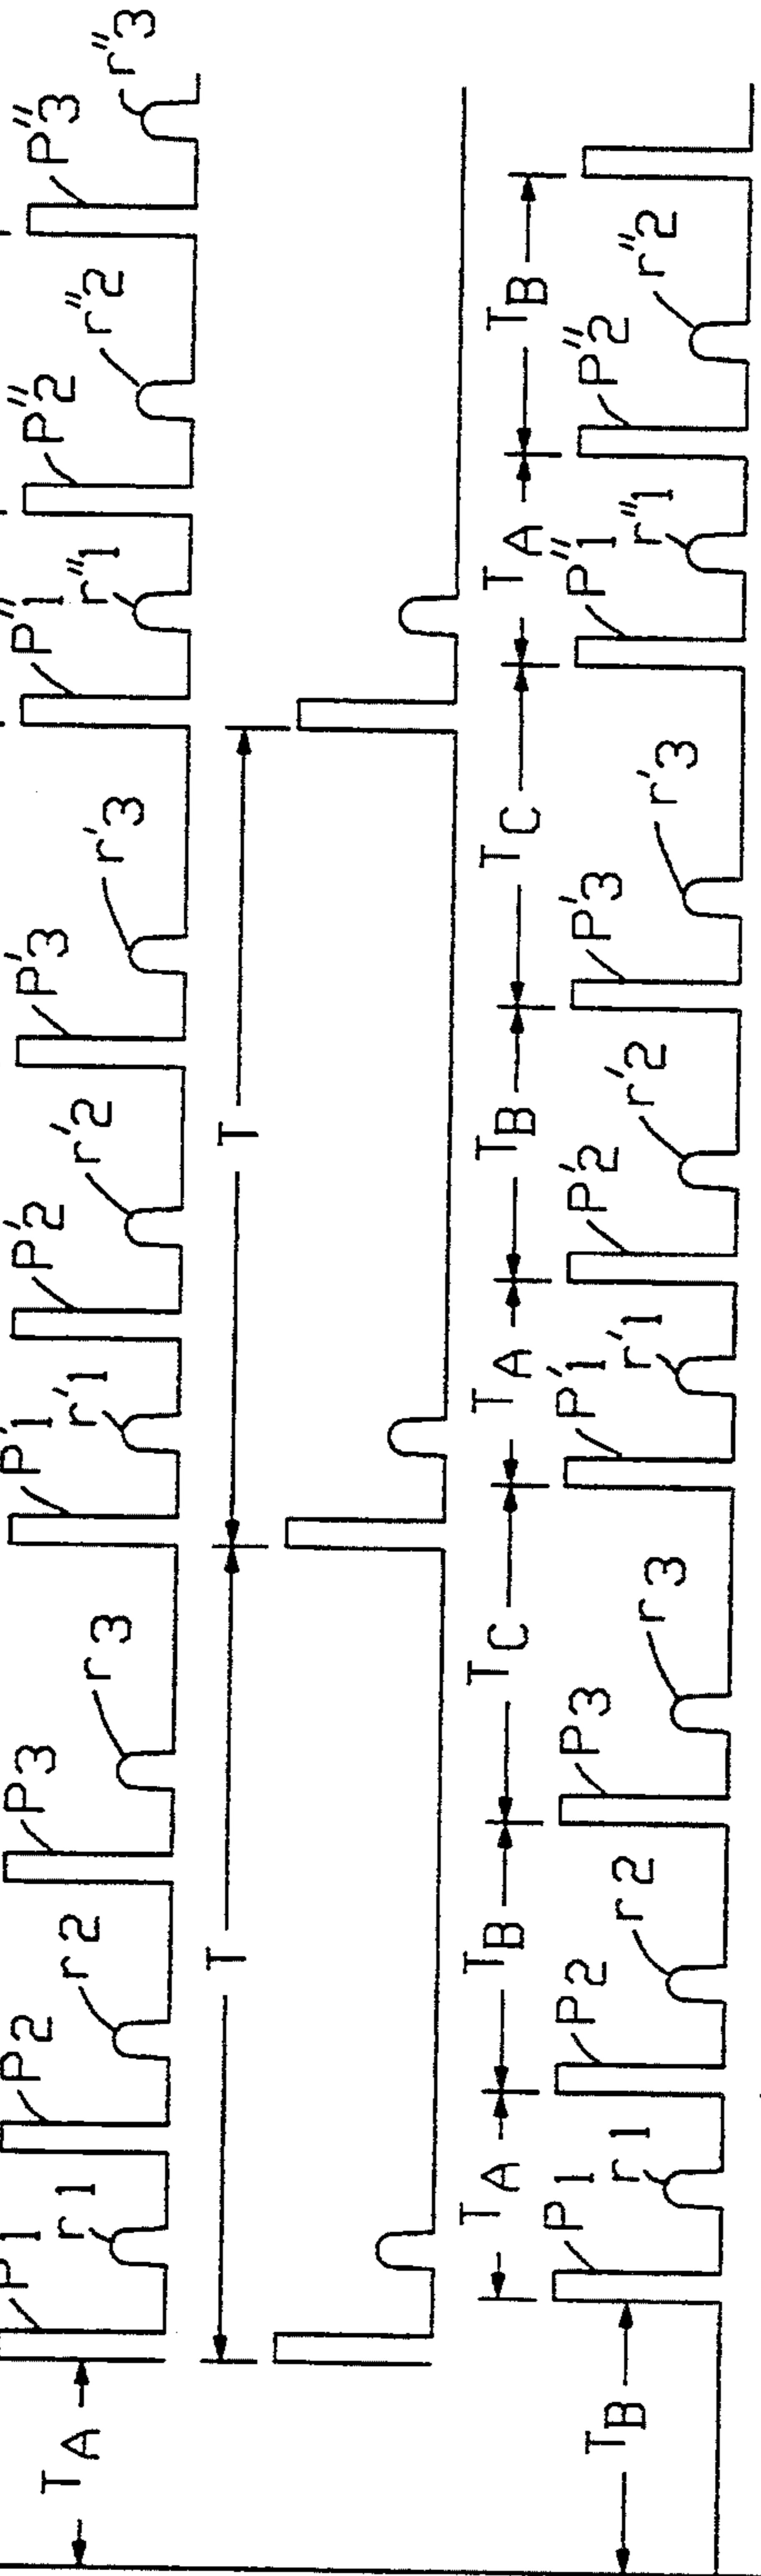 P1 r1 P2 r2 P3 r3 P'1 r'1 P'2 r'2 P'3 r'3 P"1 r"1 P"2 r"2 P"3 r"3
TA
T T
TA TB TC TA TB TC TA TB
P1 r1 P2 r2 P3 r3 P'1 r'1 P'2 r'2 P'3 r'3 P"1 r"1 P"2 r"2
TB